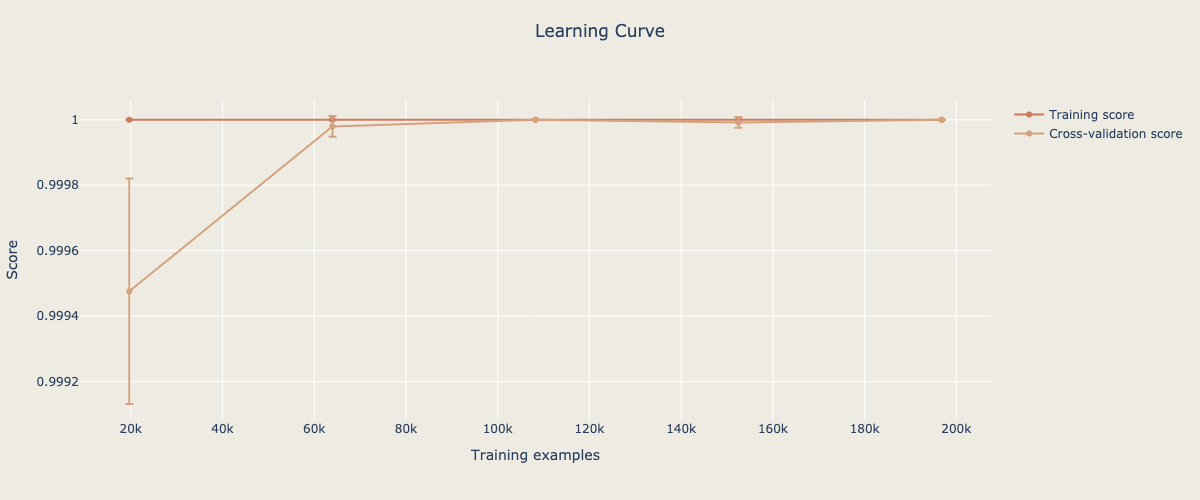 Learning Curve
Training score
Cross-validation score
1
0.9998
0.9996
0.9994
0.9992
Score
20k
40k
60k
80k
100k
120k
140k
160k
180k
200k
Training examples